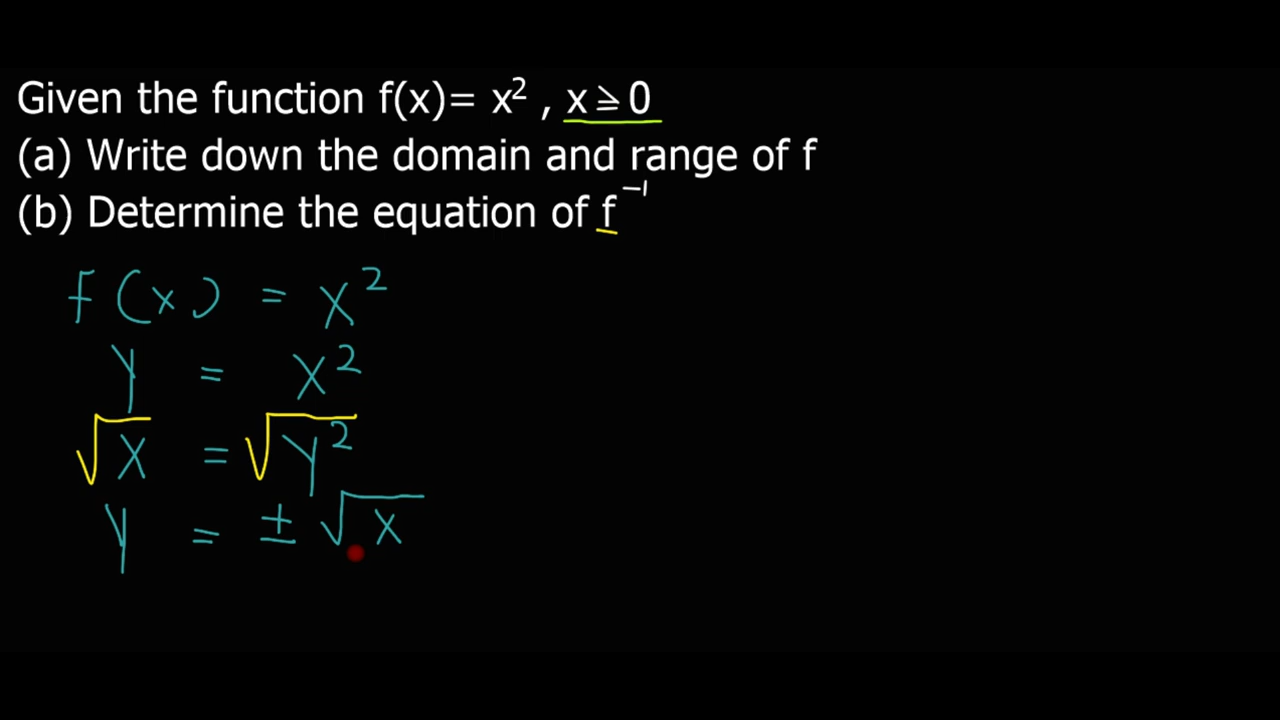 Given the function f(x)= x² , x ≥ 0
(a) Write down the domain and range of f
(b) Determine the equation of f⁻¹
f(x) = x²
y = x²
√x = √y²
y = ± √x